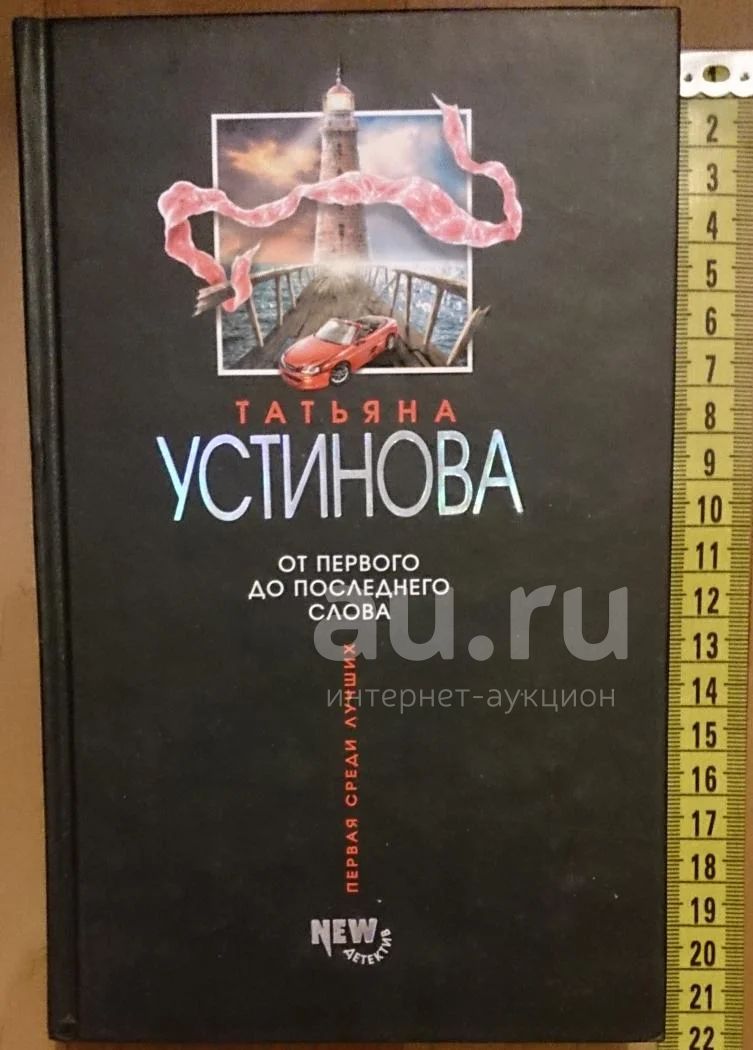 ТАТЬЯНА
УСТИНОВА
ОТ ПЕРВОГО
ДО ПОСЛЕДНЕГО
СЛОВА
au.ru
интернет-аукцион
ПЕРВАЯ СРЕДИ ЛУЧШИХ
NEW
ДЕТЕКТИВ
1
2
3
4
5
6
7
8
9
10
11
12
13
14
15
16
17
18
19
20
21
22